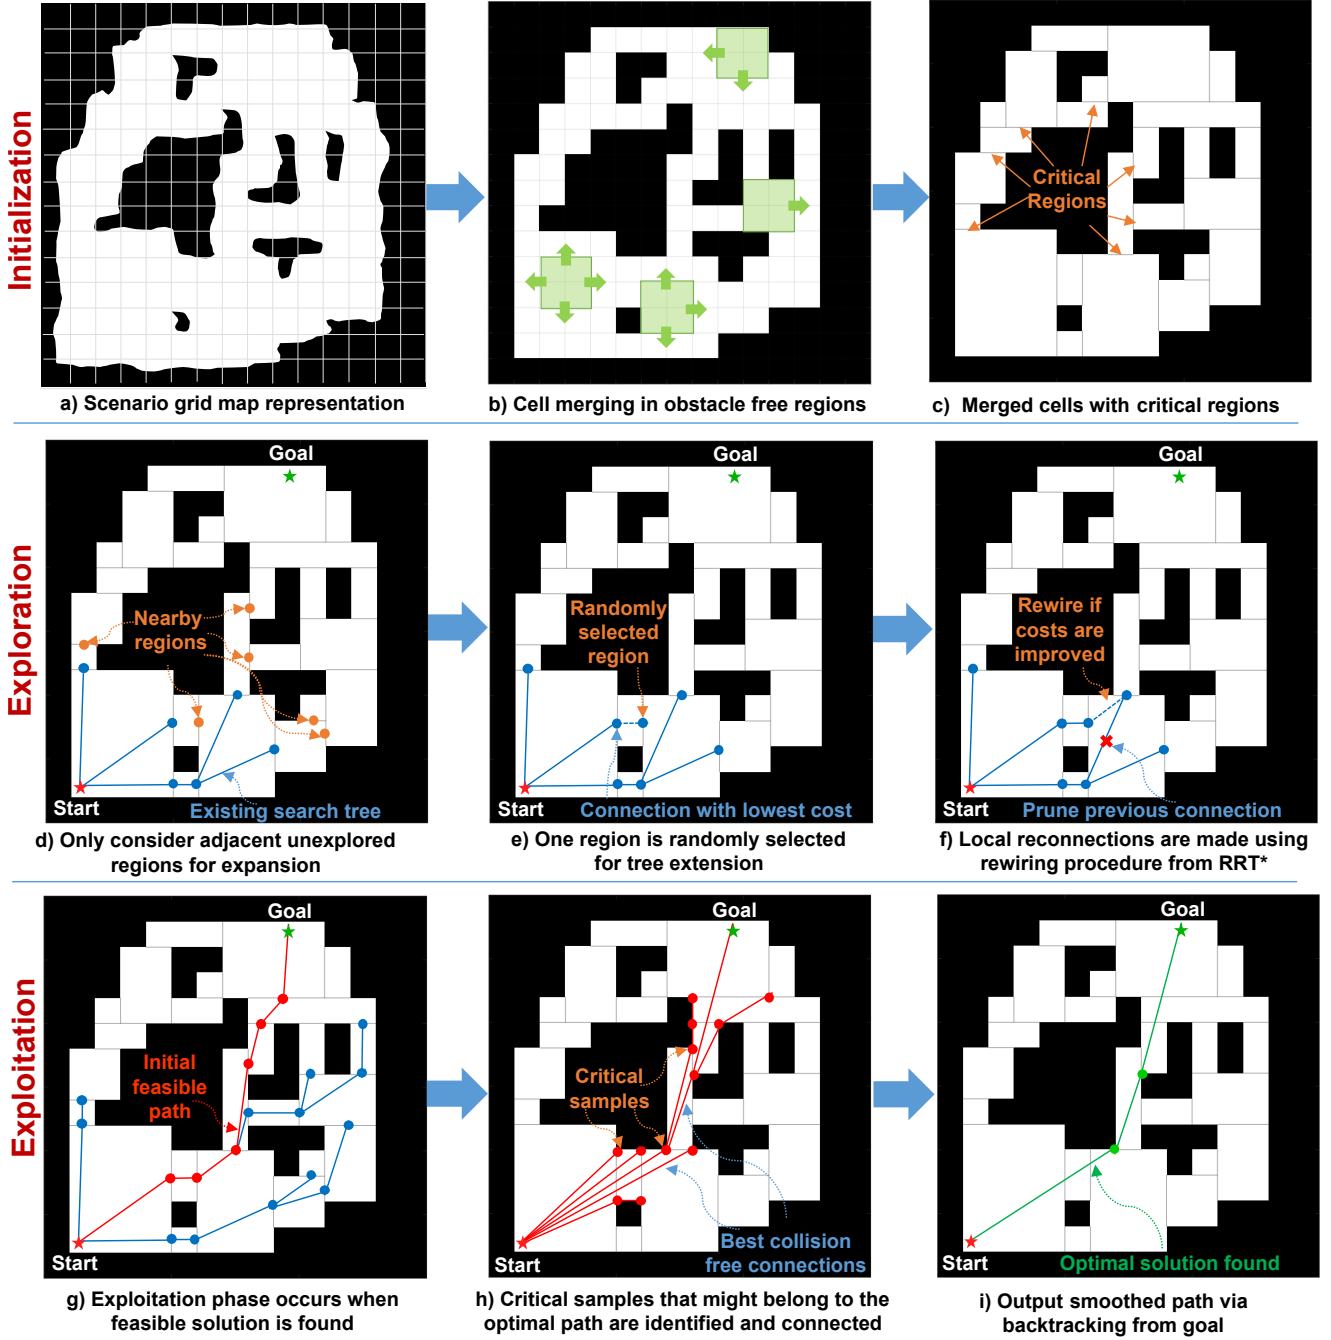 Initialization
Critical
Regions
a) Scenario grid map representation
b) Cell merging in obstacle free regions
c) Merged cells with critical regions
Exploration
Goal
Nearby
regions
Start
Existing search tree
d) Only consider adjacent unexplored
regions for expansion
Goal
Randomly
selected
region
Start
Connection with lowest cost
e) One region is randomly selected
for tree extension
Goal
Rewire if
costs are
improved
Start
Prune previous connection
f) Local reconnections are made using
rewiring procedure from RRT*
Exploitation
Goal
Initial
feasible
path
Start
g) Exploitation phase occurs when
feasible solution is found
Goal
Critical
samples
Best collision
free connections
Start
h) Critical samples that might belong to the
optimal path are identified and connected
Goal
Optimal solution found
Start
i) Output smoothed path via
backtracking from goal